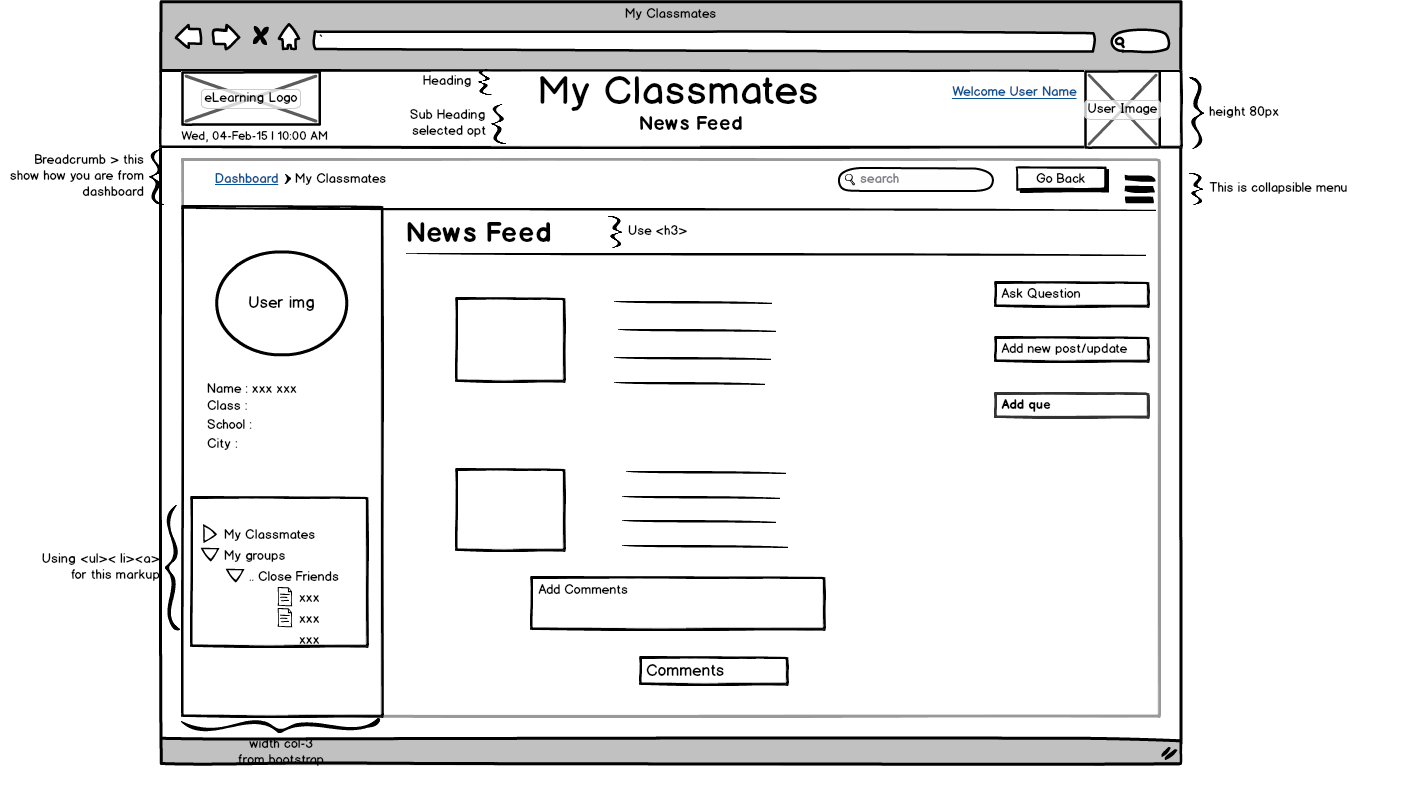 My Classmates
eLearning Logo
Wed, 04-Feb-15 | 10:00 AM
Heading
Sub Heading
selected opt
My Classmates
News Feed
Welcome User Name
User Image
height 80px
Breadcrumb > this
show how you are from
dashboard
Dashboard
My Classmates
search
Go Back
This is collapsible menu
News Feed
Use <h3>
User img
Name : xxx xxx
Class :
School :
City :
Ask Question
Add new post/update
Add que
Using <ul>< li><a>
for this markup
My Classmates
My groups
.. Close Friends
xxx
xxx
xxx
Add Comments
Comments
width col-3
from bootstrap